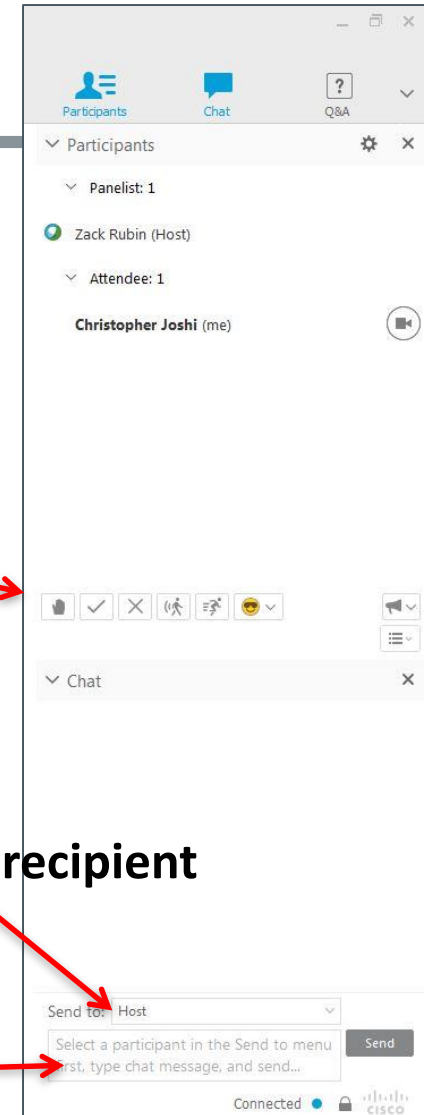 Participants Chat ? Q&A
Participants
Panelist: 1
Zack Rubin (Host)
Attendee: 1
Christopher Joshi (me)
Chat
recipient
Send to: Host
Select a participant in the Send to menu Send
first, type chat message, and send...
Connected
cisco